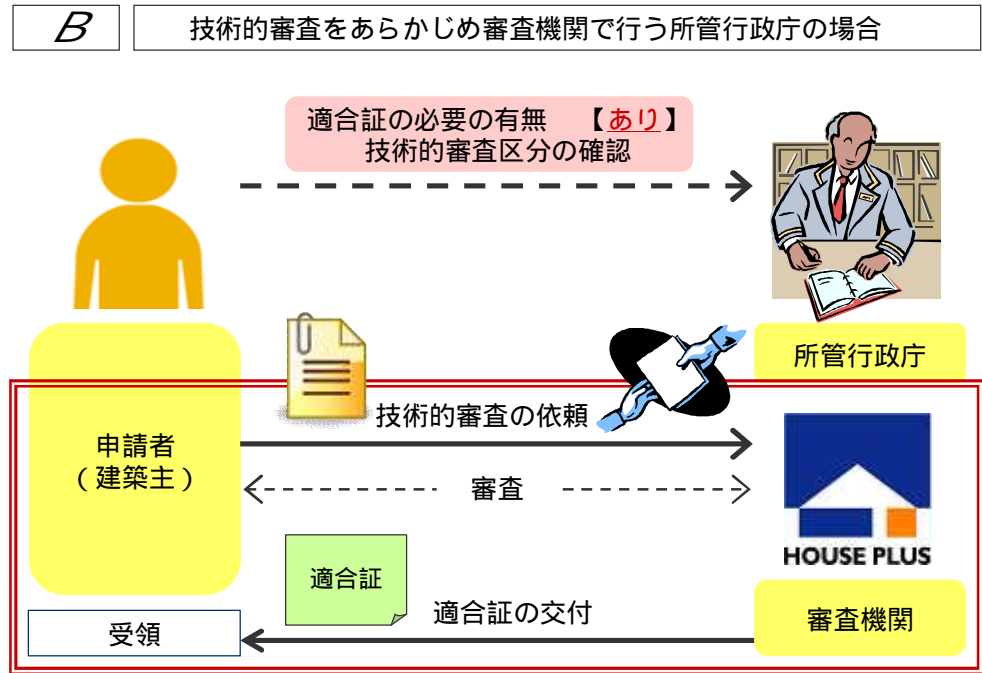 B
技術的審査をあらかじめ審査機関で行う所管行政庁の場合
適合証の必要の有無　【あり】
技術的審査区分の確認
所管行政庁
技術的審査の依頼
申請者
（建築主）
審査
HOUSE PLUS
適合証
適合証の交付
審査機関
受領